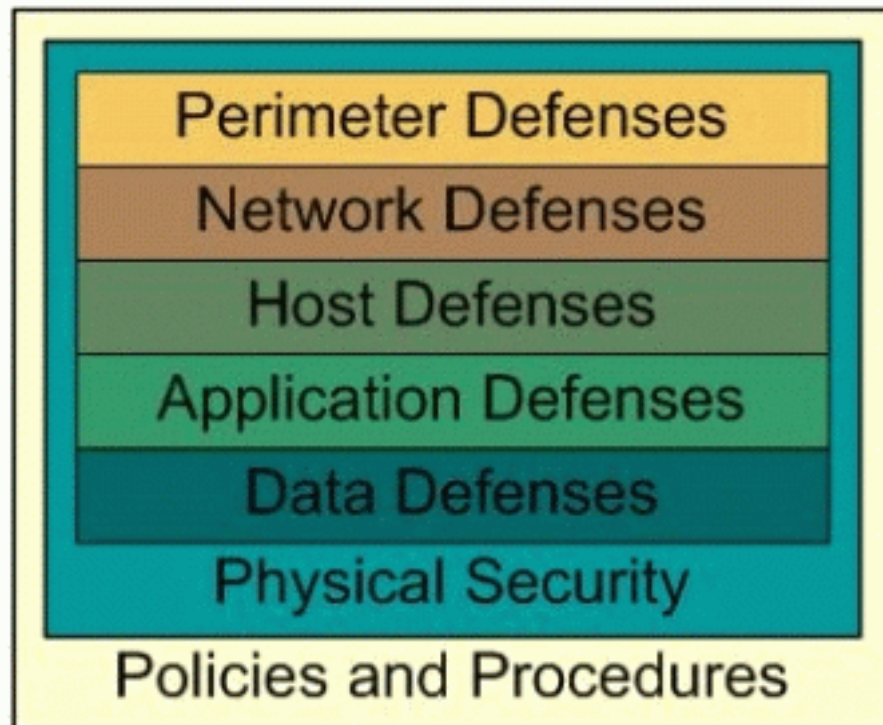 Perimeter Defenses
Network Defenses
Host Defenses
Application Defenses
Data Defenses
Physical Security
Policies and Procedures